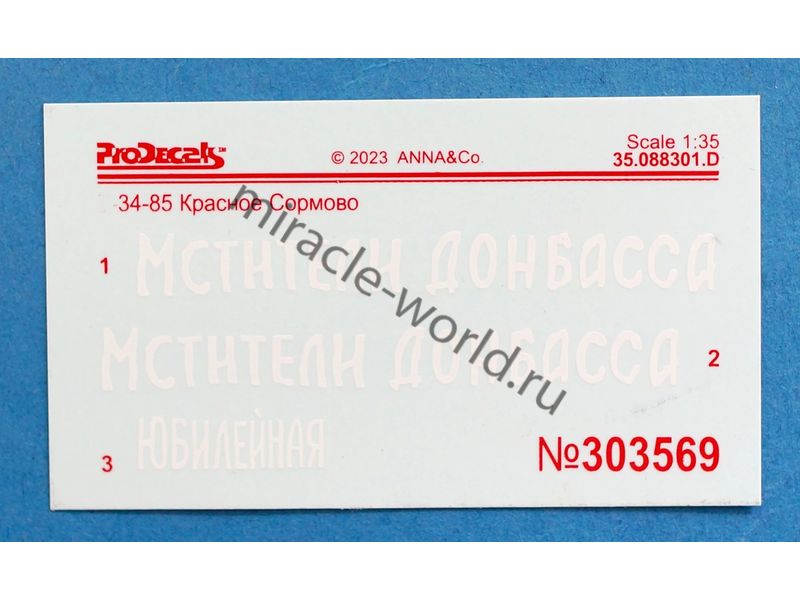 ProDecals™
© 2023 ANNA&Co.
Scale 1:35
35.088301.D
34-85 Красное Сормово
1 Мстители Донбасса
Мстители Донбасса 2
3 Юбилейная
№303569
miracle-world.ru